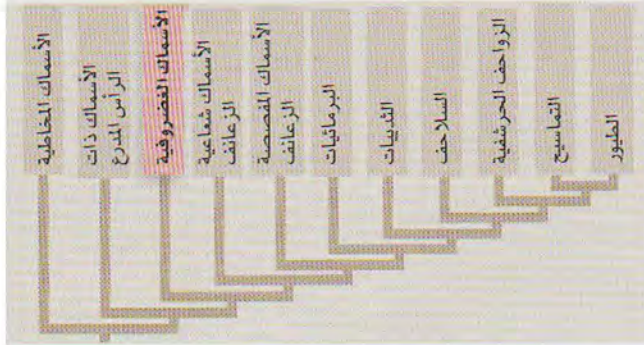 الأسماك المخاطية
الأسماك ذات
الرأس المدرع
الأسماك الغضروفية
الأسماك شعاعية
الزعانف
الأسماك المفصصة
الزعانف
البرمائيات
الثدييات
السلاحف
الزواحف الحرشفية
التماسيح
الطيور